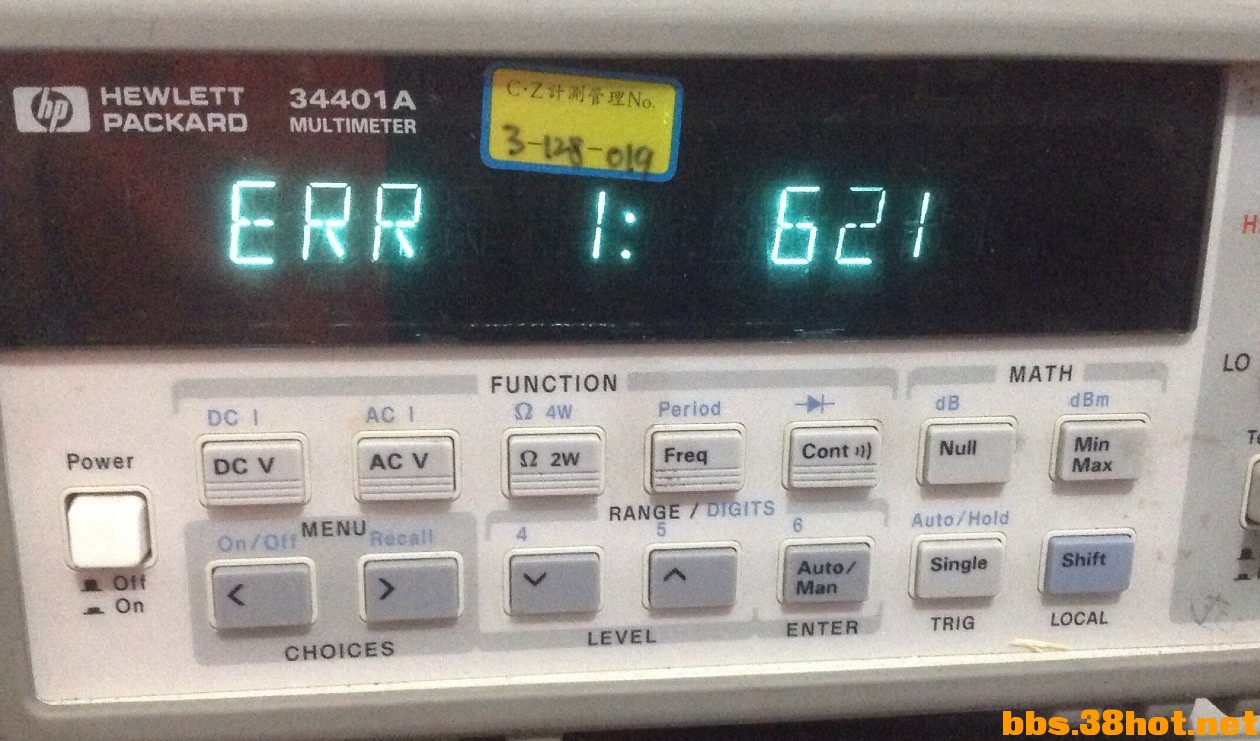 hp HEWLETT PACKARD
34401A
MULTIMETER
C·Z計測管理No.
3-128-019
ERR 1: 621
FUNCTION
MATH
DC I
AC I
Ω 4W
Period
dB
dBm
Power
DC V
AC V
Ω 2W
Freq
Cont
Null
Min
Max
LO
RANGE / DIGITS
MENU
On/Off
Recall
4
5
6
Auto/Hold
Off
On
<
>
Auto/
Man
Single
Shift
CHOICES
LEVEL
ENTER
TRIG
LOCAL
bbs.38hot.net